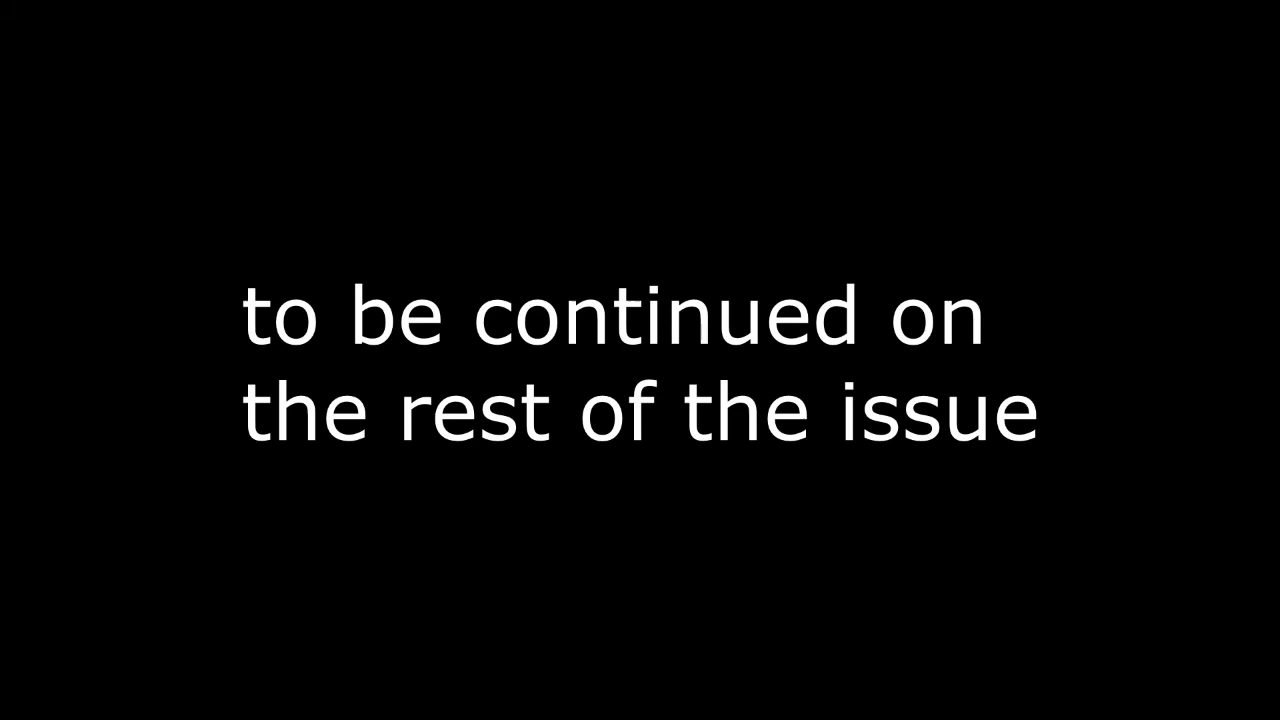 to be continued on
the rest of the issue